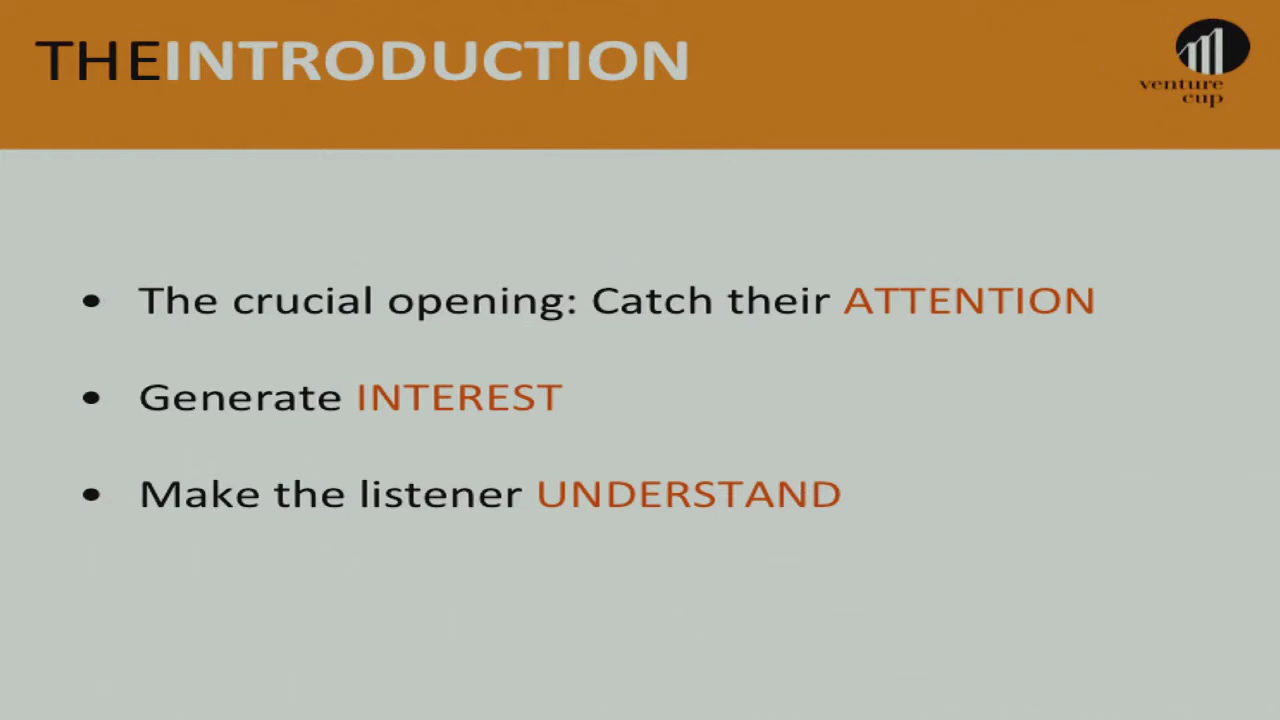 THEINTRODUCTION
venture
cup
• The crucial opening: Catch their ATTENTION
• Generate INTEREST
• Make the listener UNDERSTAND